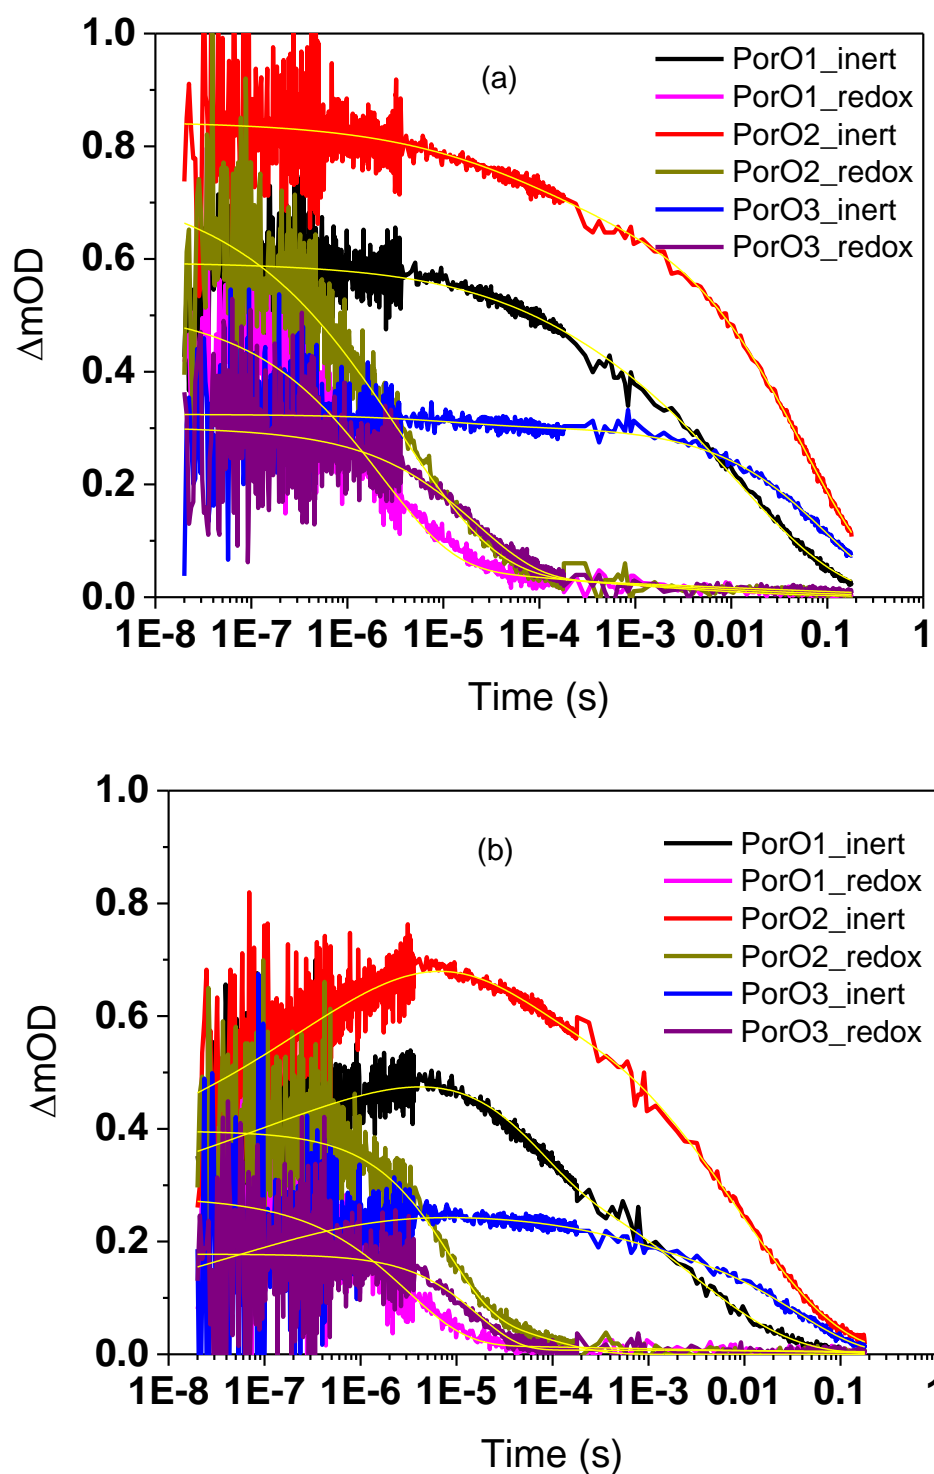 1.0
(a)
PorO1_inert
PorO1_redox
0.8
PorO2_inert
PorO2_redox
PorO3_inert
0.6
PorO3_redox
ΔmOD
0.4
0.2
0.0
1E-8 1E-7 1E-6 1E-5 1E-4 1E-3 0.01 0.1 1
Time (s)
1.0
(b)
PorO1_inert
PorO1_redox
0.8
PorO2_inert
PorO2_redox
PorO3_inert
0.6
PorO3_redox
ΔmOD
0.4
0.2
0.0
1E-8 1E-7 1E-6 1E-5 1E-4 1E-3 0.01 0.1 1
Time (s)